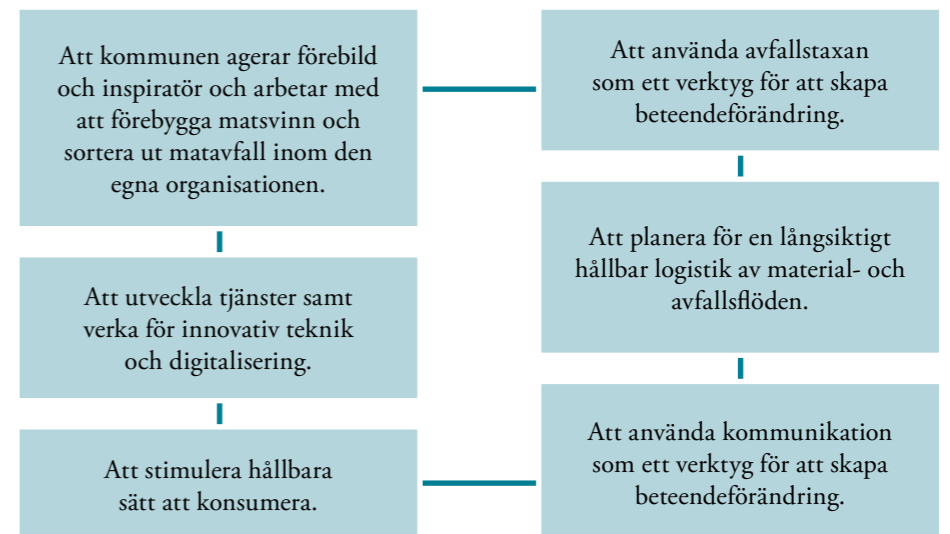 Att kommunen agerar förebild
och inspiratör och arbetar med
att förebygga matsvinn och
sortera ut matavfall inom den
egna organisationen.
Att utveckla tjänster samt
verka för innovativ teknik
och digitalisering.
Att stimulera hållbara
sätt att konsumera.
Att använda avfallstaxan
som ett verktyg för att skapa
beteendeförändring.
Att planera för en långsiktigt
hållbar logistik av material- och
avfallsflöden.
Att använda kommunikation
som ett verktyg för att skapa
beteendeförändring.